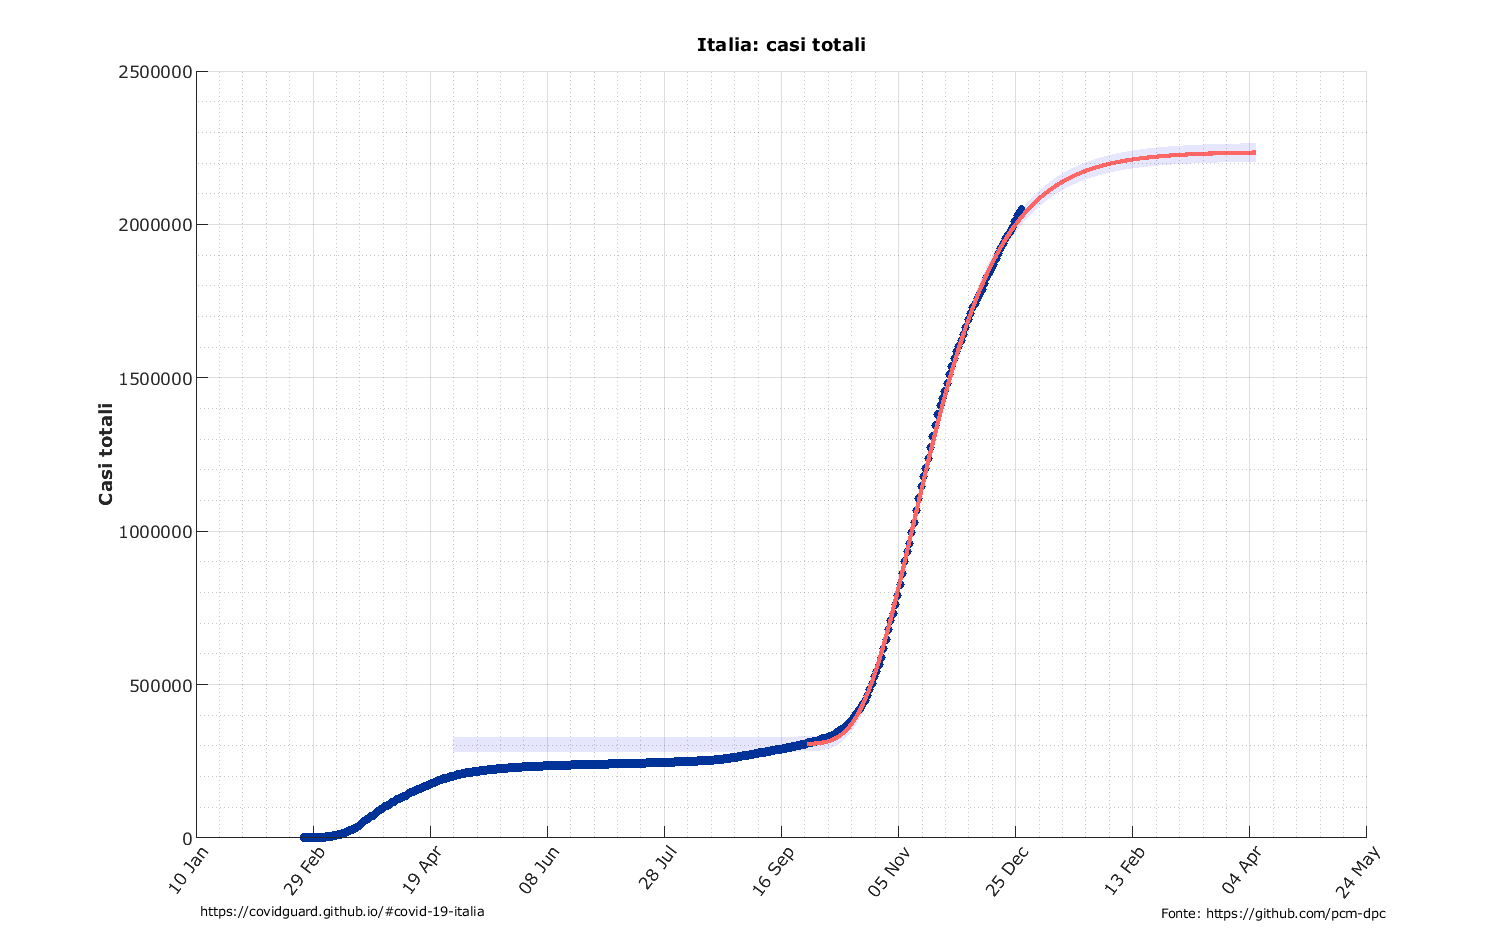 Italia: casi totali
2500000
2000000
1500000
1000000
500000
0
Casi totali
10 Jan
29 Feb
19 Apr
08 Jun
28 Jul
16 Sep
05 Nov
25 Dec
13 Feb
04 Apr
24 May
https://covidguard.github.io/#covid-19-italia
Fonte: https://github.com/pcm-dpc